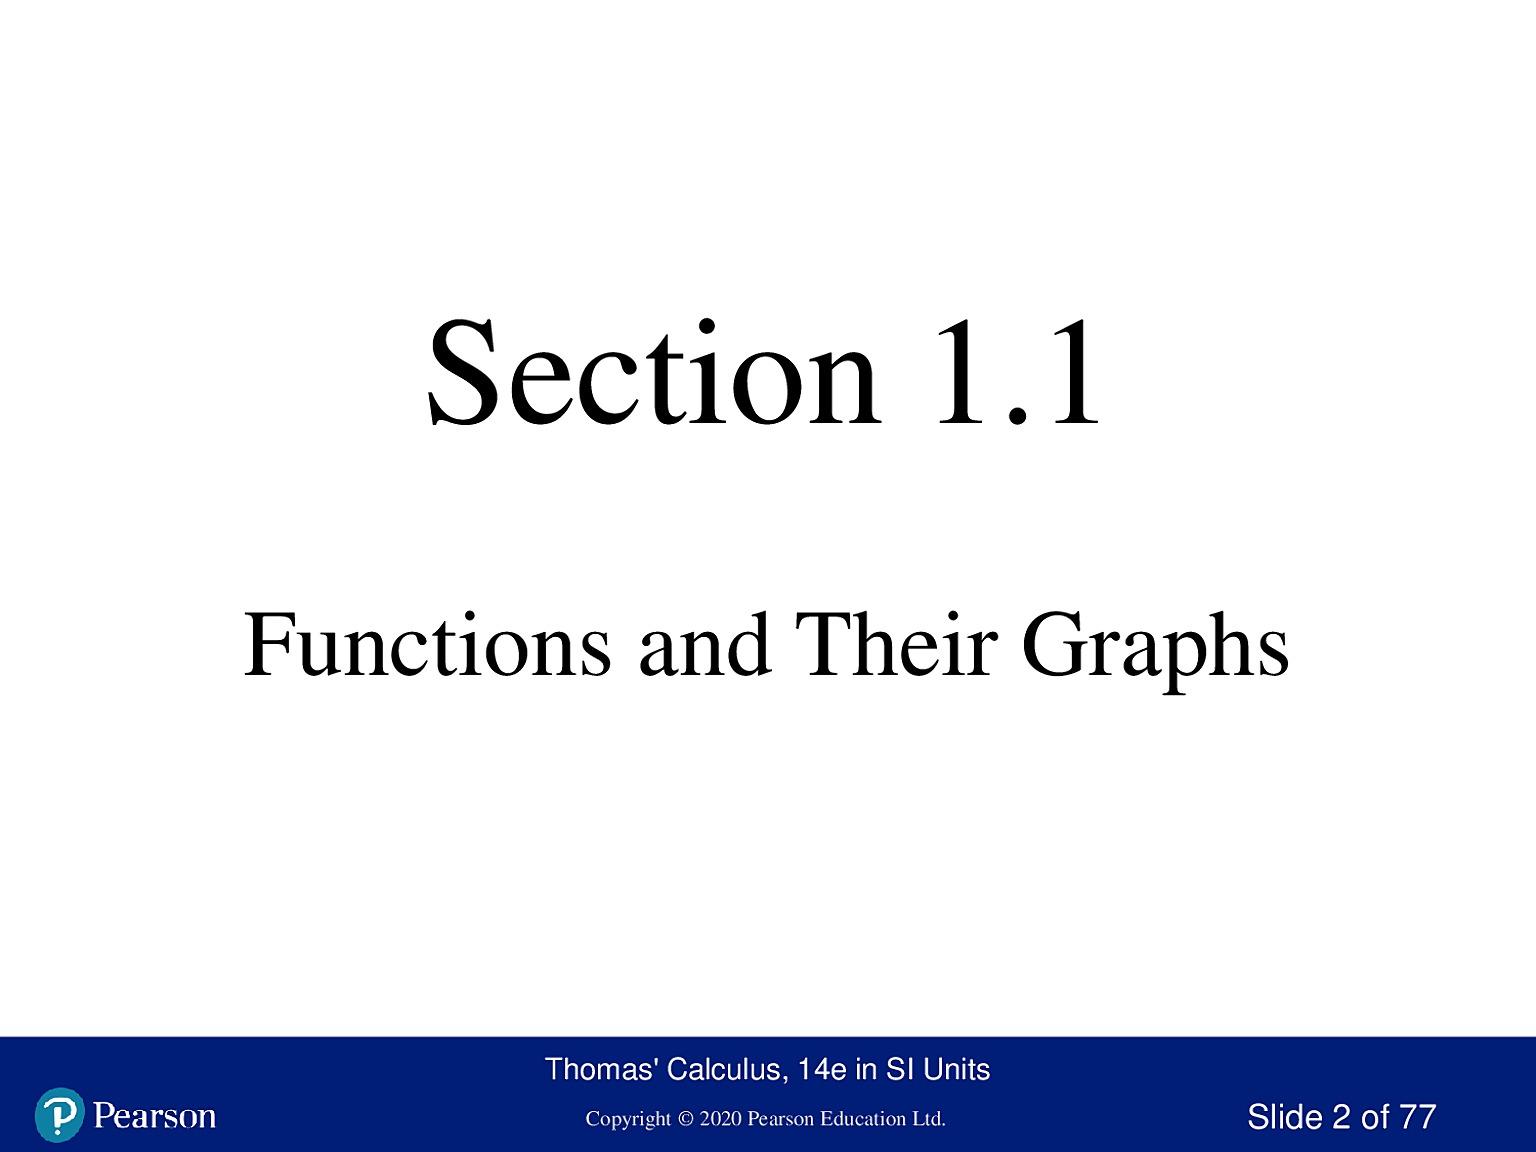 Section 1.1
Functions and Their Graphs
Thomas' Calculus, 14e in SI Units
Pearson
Copyright © 2020 Pearson Education Ltd.
Slide 2 of 77